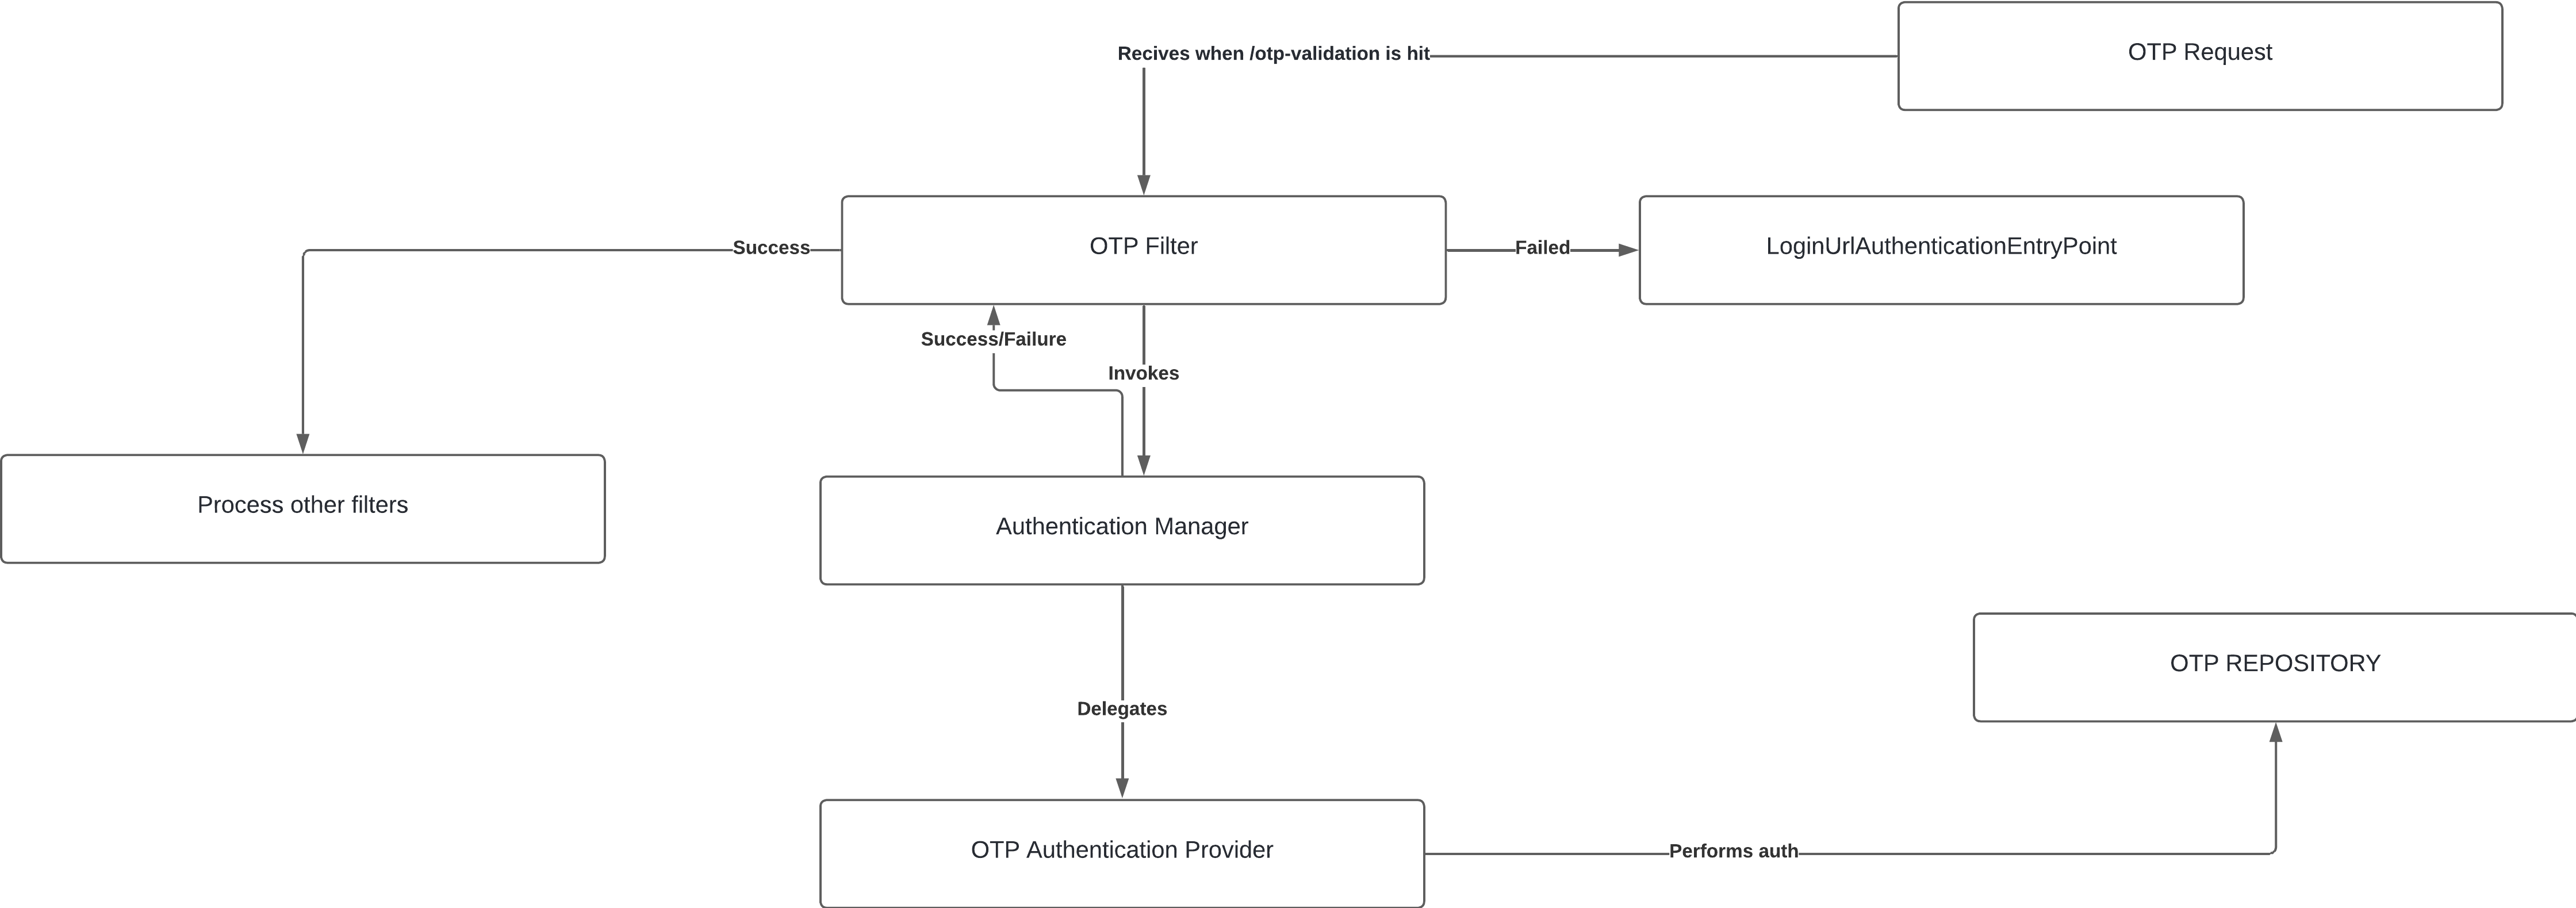 OTP Request
Recives when /otp-validation is hit
OTP Filter
LoginUrlAuthenticationEntryPoint
Success
Failed
Success/Failure
Invokes
Process other filters
Authentication Manager
OTP REPOSITORY
Delegates
OTP Authentication Provider
Performs auth